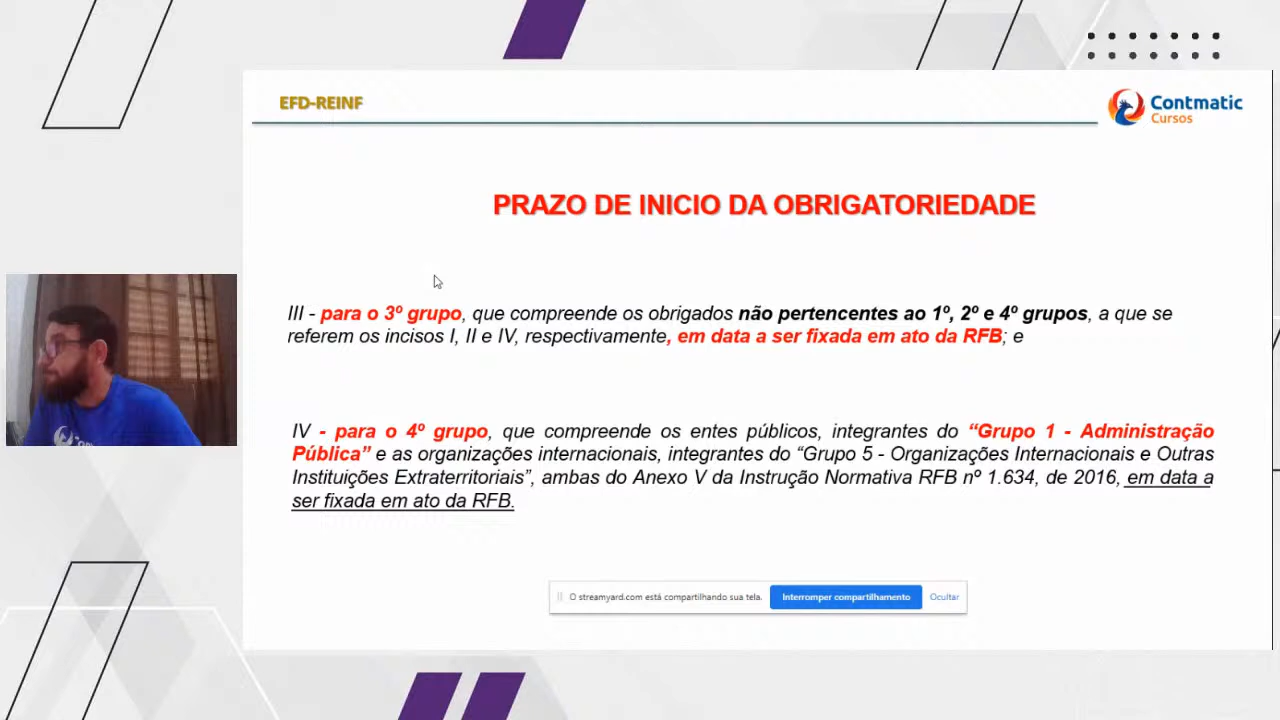 EFD-REINF
Contmatic
Cursos
PRAZO DE INICIO DA OBRIGATORIEDADE
III - para o 3º grupo, que compreende os obrigados não pertencentes ao 1º, 2º e 4º grupos, a que se
referem os incisos I, II e IV, respectivamente, em data a ser fixada em ato da RFB; e
IV - para o 4º grupo, que compreende os entes públicos, integrantes do “Grupo 1 - Administração
Pública” e as organizações internacionais, integrantes do “Grupo 5 - Organizações Internacionais e Outras
Instituições Extraterritoriais”, ambas do Anexo V da Instrução Normativa RFB nº 1.634, de 2016, em data a
ser fixada em ato da RFB.
O streamyard.com está compartilhando sua tela.
Interromper compartilhamento
Ocultar